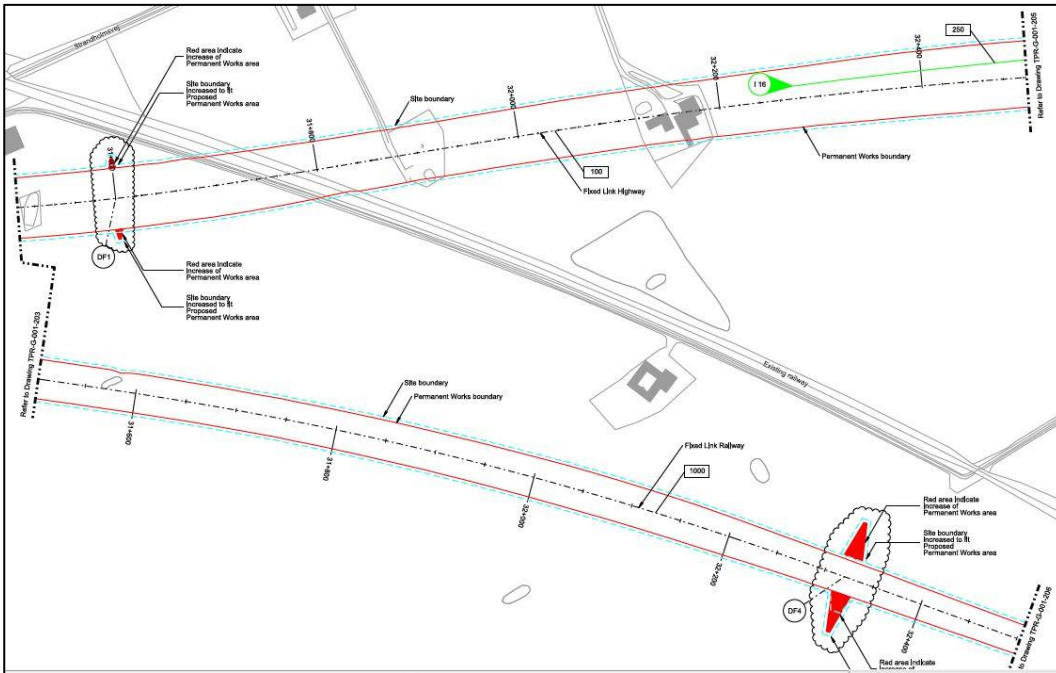 Strandholmsvej
Red area indicate
increase of
Permanent Works area
Site boundary
increased to fit
Proposed
Permanent Works area
31+800
Site boundary
32+000
32+200
I 16
32+400
250
Refer to Drawing TPR-G-001-205
100
Fixed Link Highway
Permanent Works boundary
DF1
Red area indicate
increase of
Permanent Works area
Site boundary
increased to fit
Proposed
Permanent Works area
Refer to Drawing TPR-G-001-203
Existing railway
Site boundary
Permanent Works boundary
31+600
31+800
32+000
Fixed Link Railway
1000
32+200
Red area indicate
increase of
Permanent Works area
Site boundary
increased to fit
Proposed
Permanent Works area
DF4
32+400
Red area indicate
to Drawing TPR-G-001-206